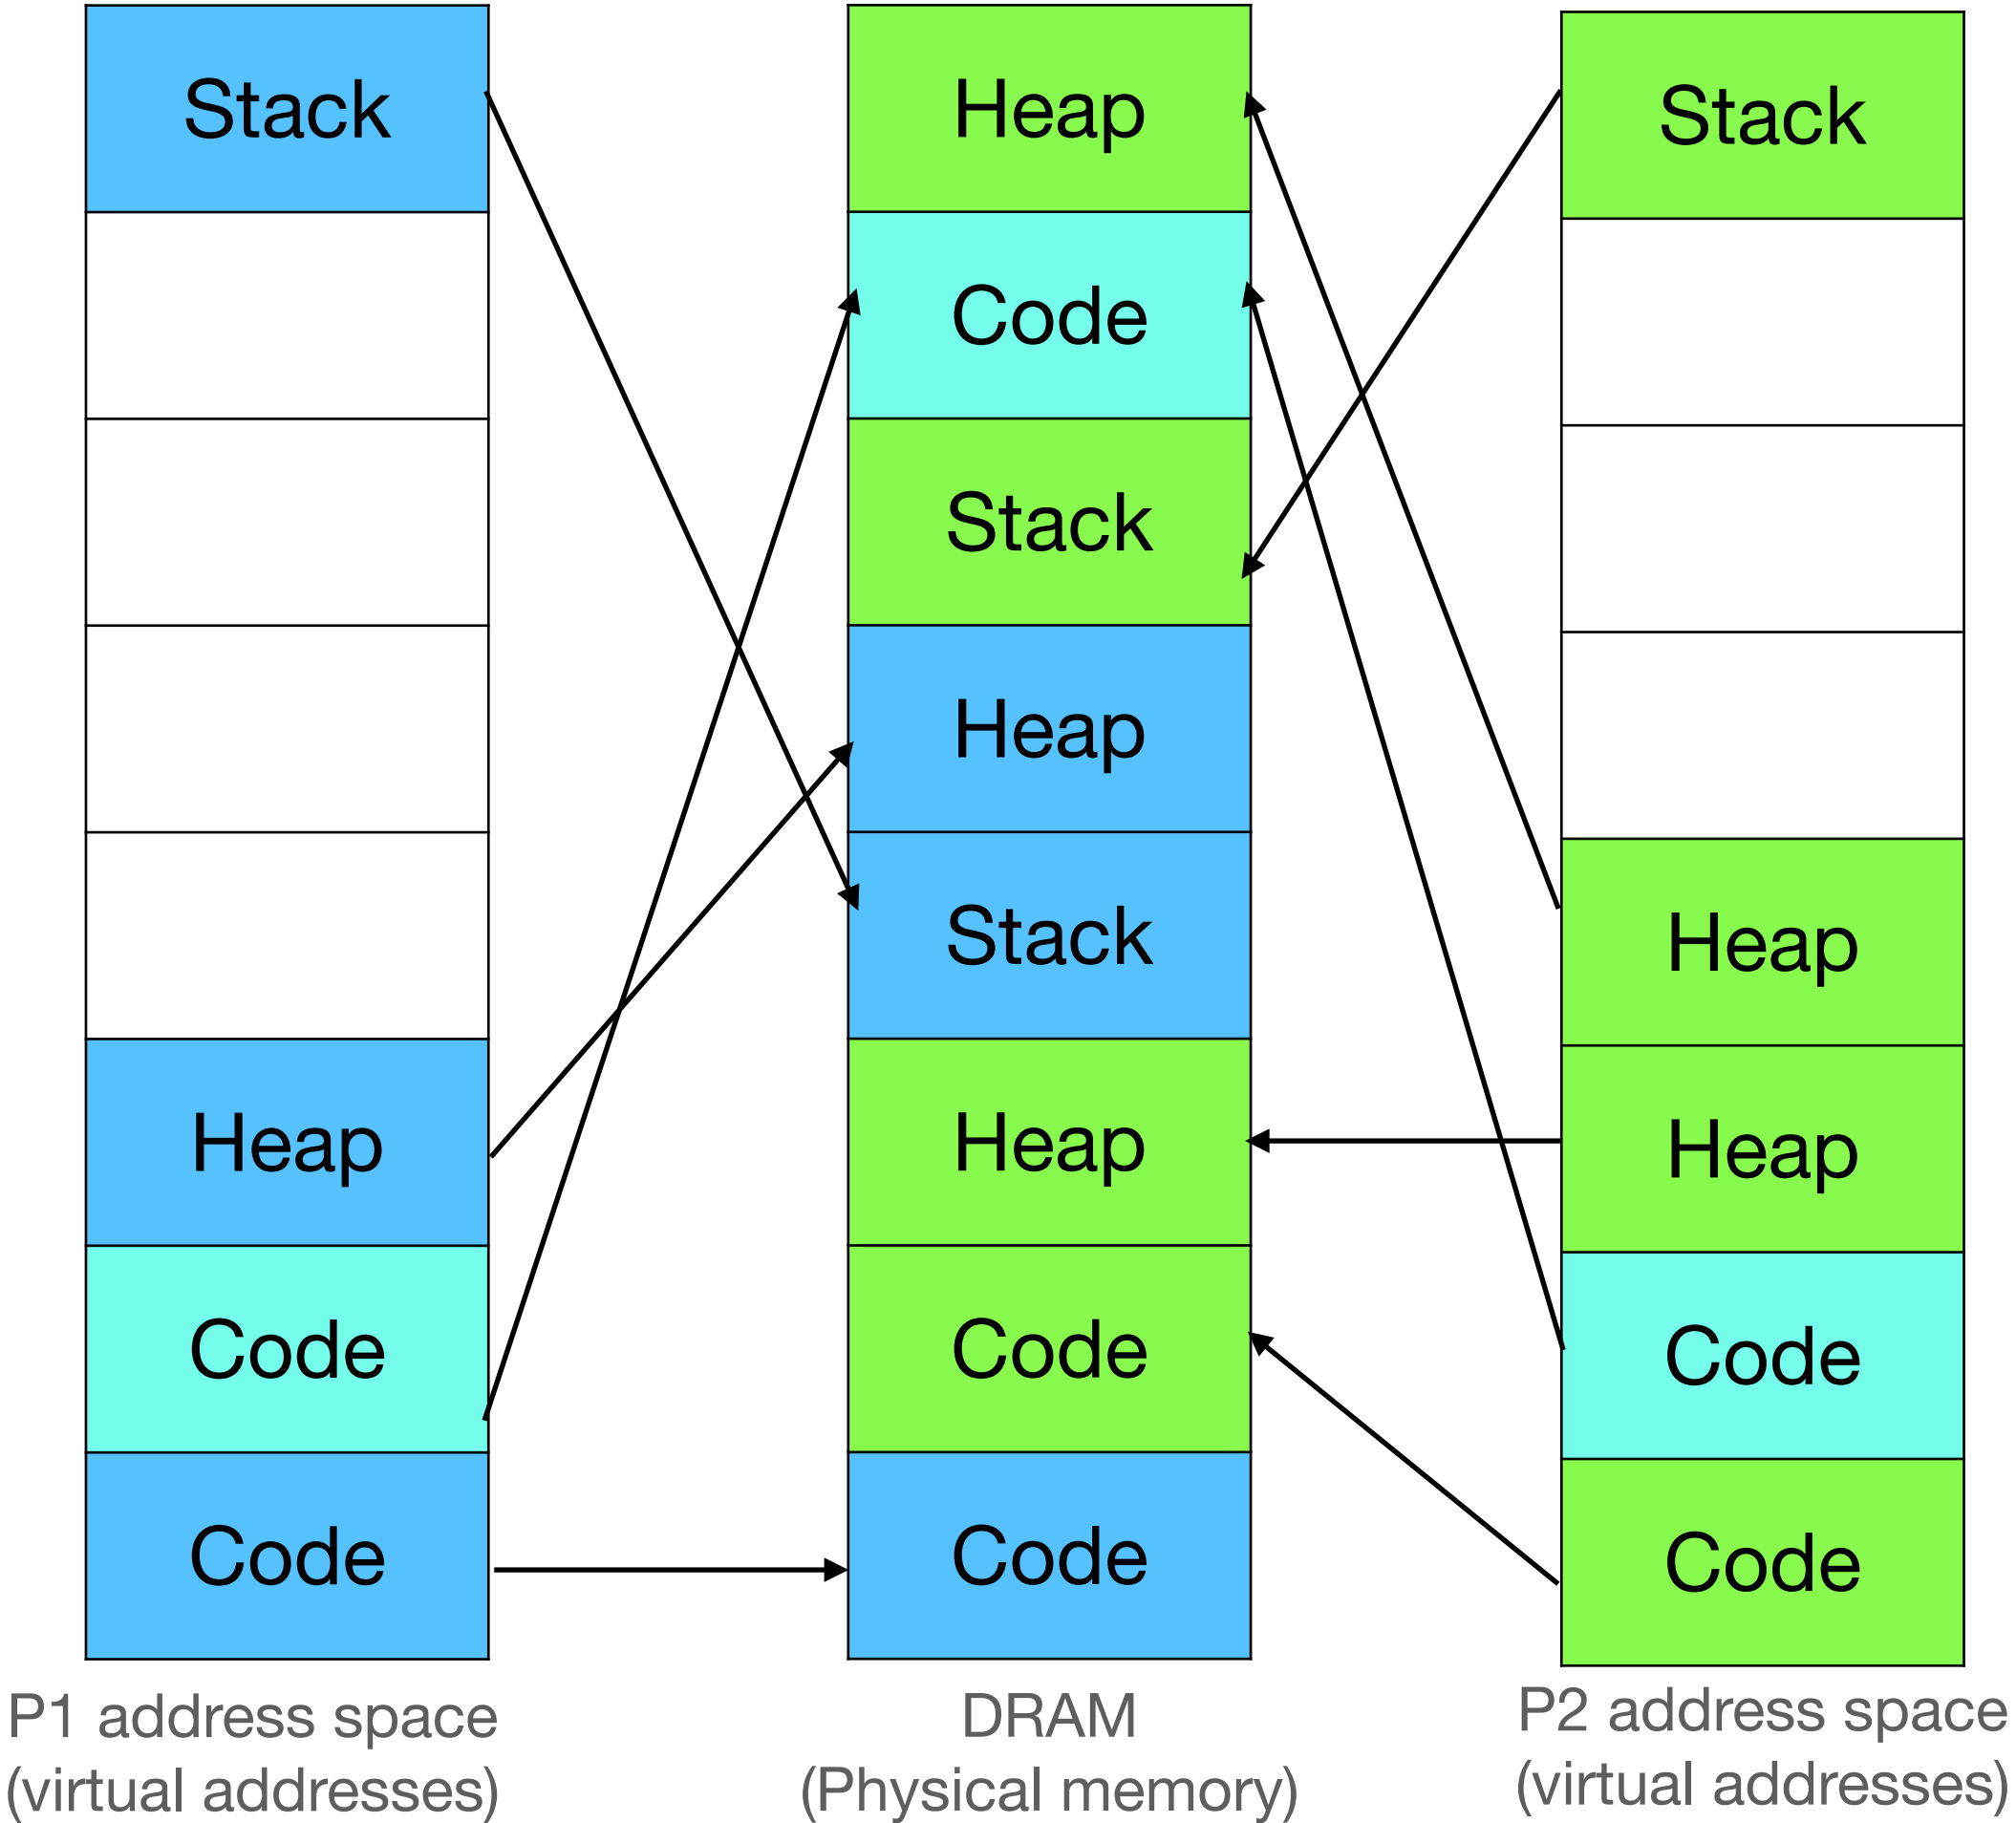 Stack
Heap
Code
Code
P1 address space
(virtual addresses)
Heap
Code
Stack
Heap
Stack
Heap
Code
Code
DRAM
(Physical memory)
Stack
Heap
Heap
Code
Code
P2 address space
(virtual addresses)